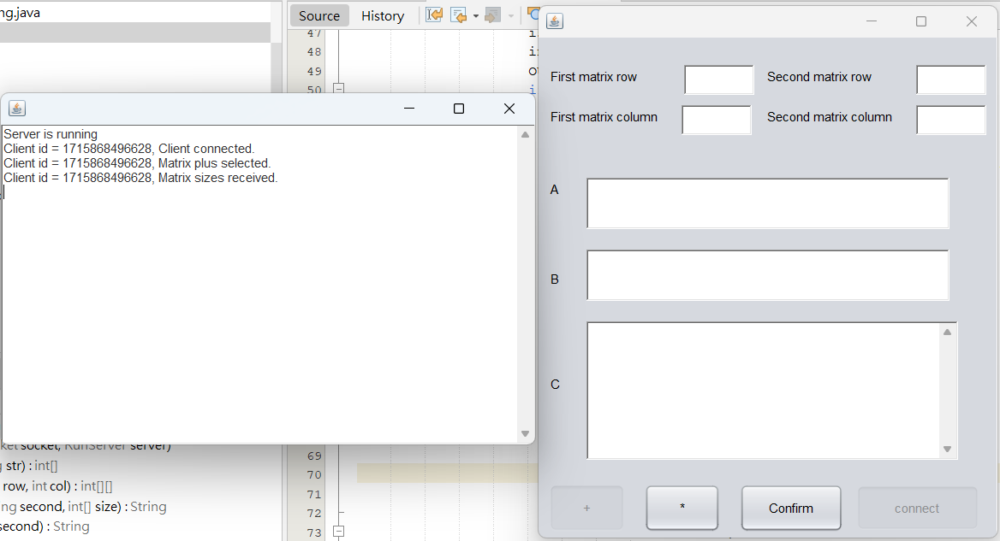 ng.java
Source History
47
48
49
50
Server is running
Client id = 1715868496628, Client connected.
Client id = 1715868496628, Matrix plus selected.
Client id = 1715868496628, Matrix sizes received.
ket socket, RunServer server)
str) : int[]
row, int col) : int[][]
ng second, int[] size) : String
second) : String
69
70
71
72
73
First matrix row Second matrix row
First matrix column Second matrix column
A
B
C
+ * Confirm connect